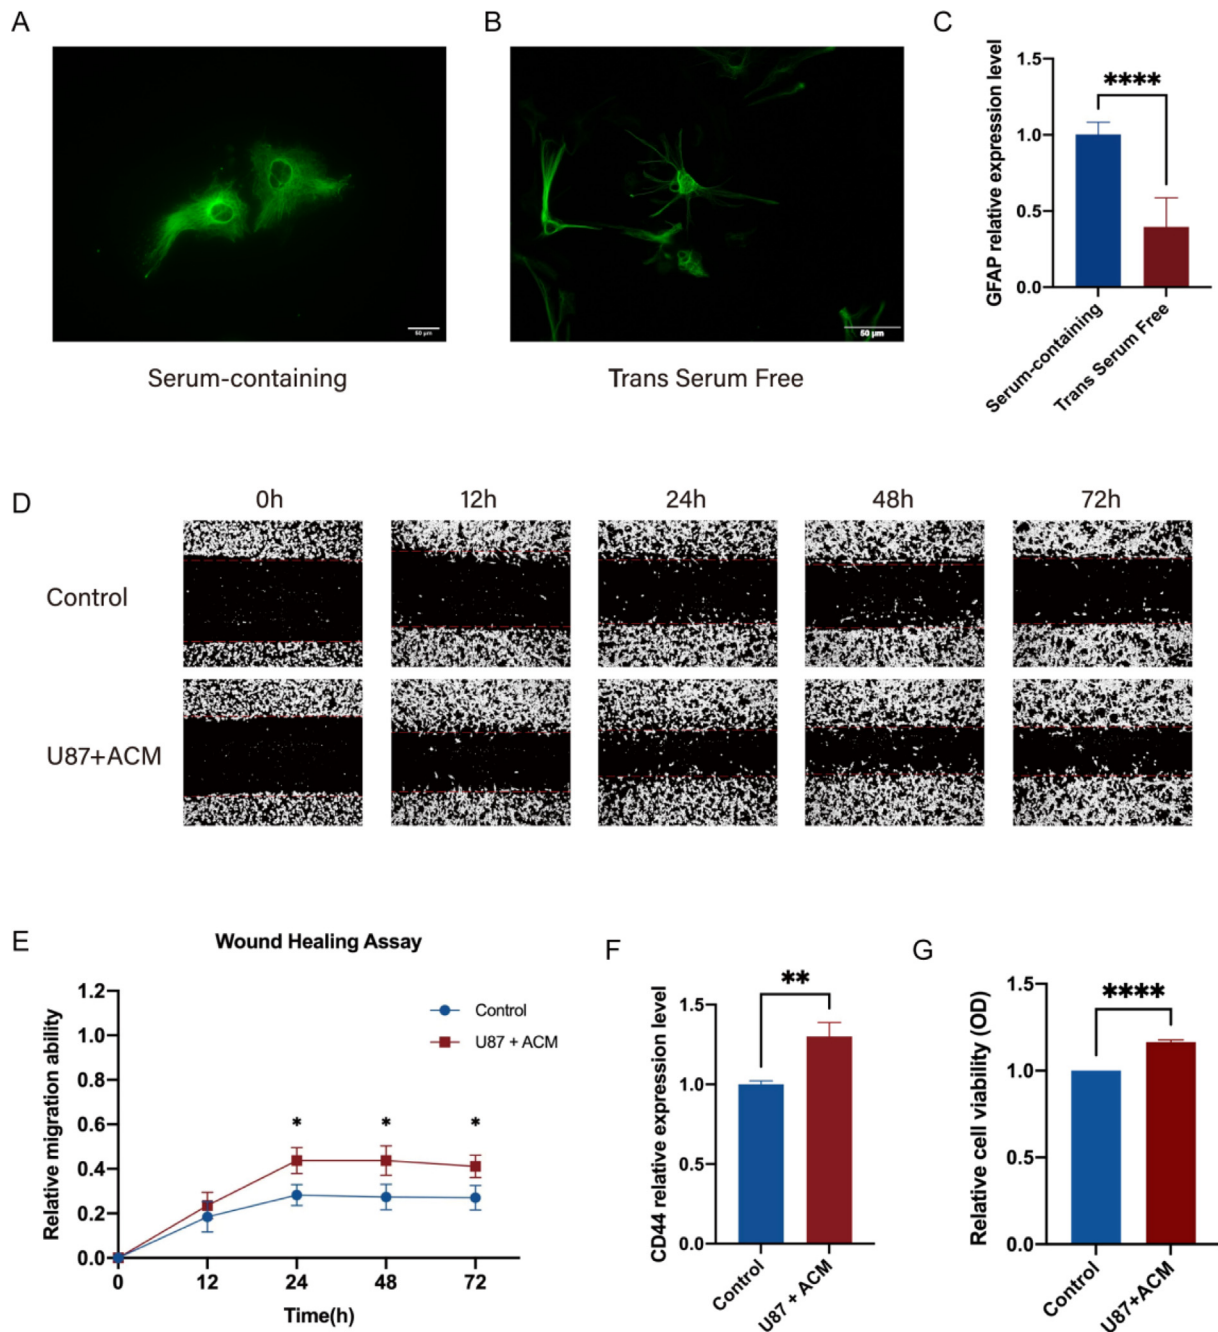 A
B
C
50 µm
50 µm
Serum-containing
Trans Serum Free
GFAP relative expression level
1.5
1.0
0.5
0.0
****
Serum-containing
Trans Serum Free
D
0h
12h
24h
48h
72h
Control
U87+ACM
E
Wound Healing Assay
Relative migration ability
1.2
1.0
0.8
0.6
0.4
0.2
0.0
Control
U87 + ACM
*
*
*
0
12
24
48
72
Time(h)
F
CD44 relative expression level
1.5
1.0
0.5
0.0
**
Control
U87 + ACM
G
Relative cell viability (OD)
1.5
1.0
0.5
0.0
****
Control
U87+ACM